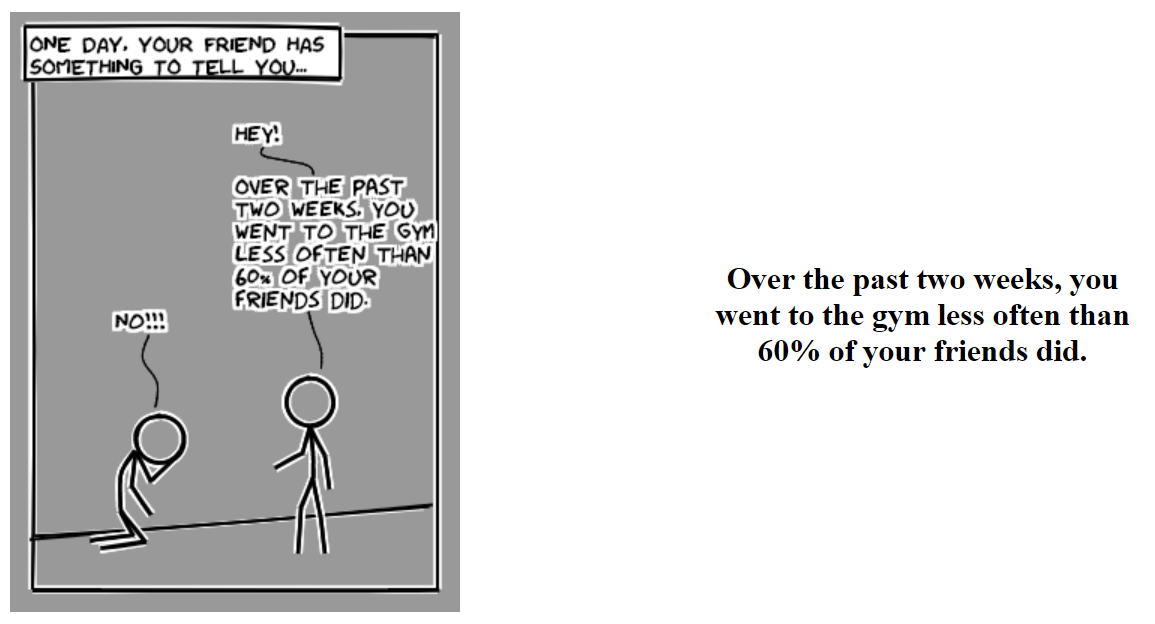 ONE DAY, YOUR FRIEND HAS
SOMETHING TO TELL YOU...
HEY!
OVER THE PAST
TWO WEEKS, YOU
WENT TO THE GYM
LESS OFTEN THAN
60% OF YOUR
FRIENDS DID.
NO!!!
Over the past two weeks, you
went to the gym less often than
60% of your friends did.